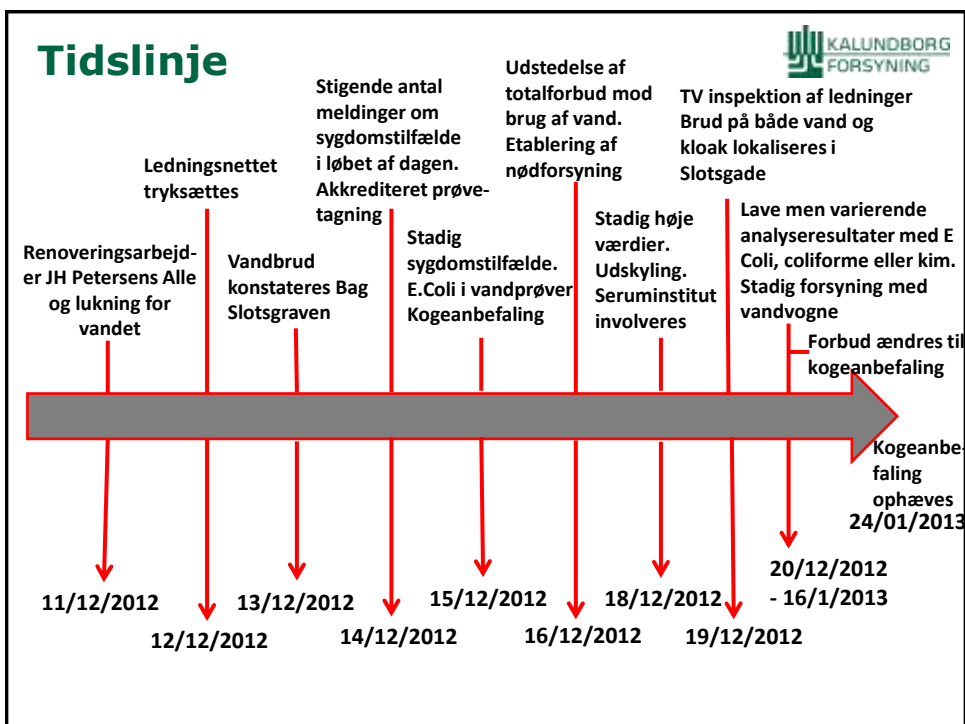 Tidslinje
KALUNDBORG
FORSYNING
Renoveringsarbejd-
er JH Petersens Alle
og lukning for
vandet
11/12/2012
Ledningsnettet
tryksættes
12/12/2012
Vandbrud
konstateres Bag
Slotsgraven
13/12/2012
Stigende antal
meldinger om
sygdomstilfælde
i løbet af dagen.
Akkrediteret prøve-
tagning
14/12/2012
Stadig
sygdomstilfælde.
E.Coli i vandprøver
Kogeanbefaling
15/12/2012
Udstedelse af
totalforbud mod
brug af vand.
Etablering af
nødforsyning
16/12/2012
Stadig høje
værdier.
Udskyling.
Seruminstitut
involveres
18/12/2012
TV inspektion af ledninger
Brud på både vand og
kloak lokaliseres i
Slotsgade
19/12/2012
Lave men varierende
analyseresultater med E
Coli, coliforme eller kim.
Stadig forsyning med
vandvogne
Forbud ændres til
kogeanbefaling
20/12/2012
- 16/1/2013
Kogeanbe-
faling
ophæves
24/01/2013